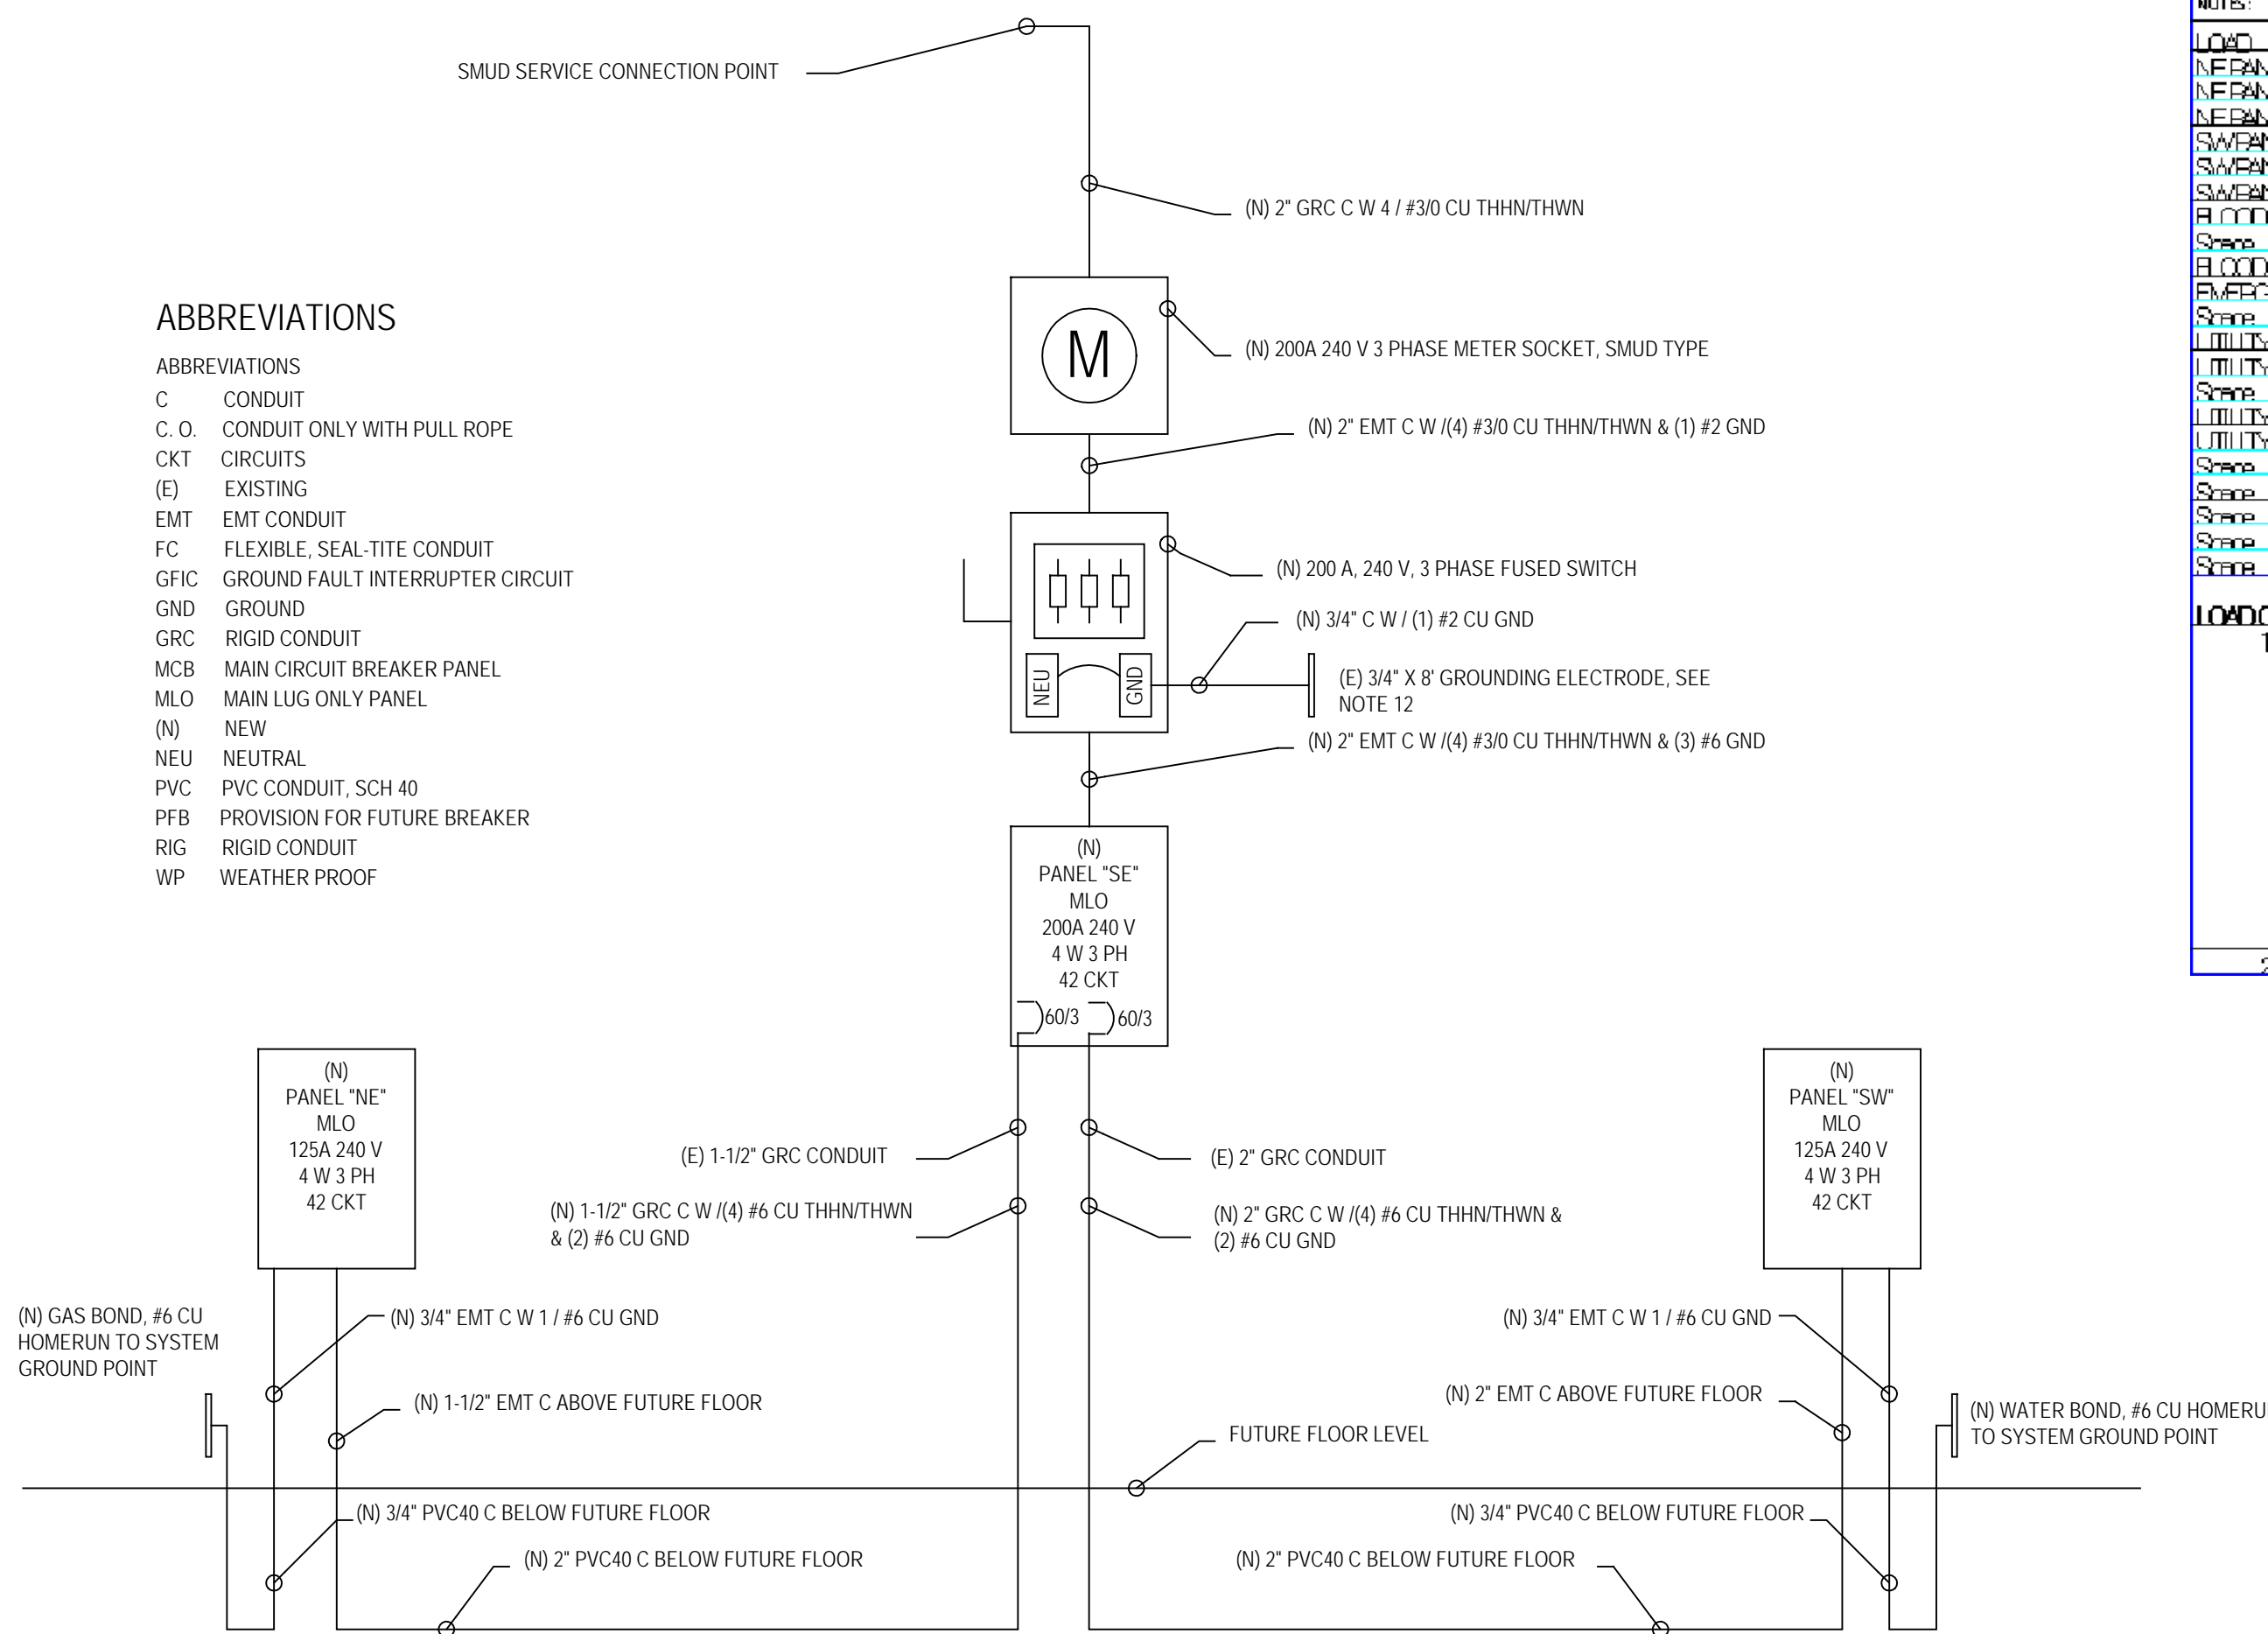 SMUD SERVICE CONNECTION POINT
(N) 2" GRC C W 4 / #3/0 CU THHN/THWN
M
(N) 200A 240 V 3 PHASE METER SOCKET, SMUD TYPE
(N) 2" EMT C W /(4) #3/0 CU THHN/THWN & (1) #2 GND
(N) 200 A, 240 V, 3 PHASE FUSED SWITCH
(N) 3/4" C W / (1) #2 CU GND
NEU
GND
(E) 3/4" X 8' GROUNDING ELECTRODE, SEE
NOTE 12
(N) 2" EMT C W /(4) #3/0 CU THHN/THWN & (3) #6 GND
ABBREVIATIONS
ABBREVIATIONS
C CONDUIT
C. O. CONDUIT ONLY WITH PULL ROPE
CKT CIRCUITS
(E) EXISTING
EMT EMT CONDUIT
FC FLEXIBLE, SEAL-TITE CONDUIT
GFIC GROUND FAULT INTERRUPTER CIRCUIT
GND GROUND
GRC RIGID CONDUIT
MCB MAIN CIRCUIT BREAKER PANEL
MLO MAIN LUG ONLY PANEL
(N) NEW
NEU NEUTRAL
PVC PVC CONDUIT, SCH 40
PFB PROVISION FOR FUTURE BREAKER
RIG RIGID CONDUIT
WP WEATHER PROOF
(N)
PANEL "SE"
MLO
200A 240 V
4 W 3 PH
42 CKT
60/3 60/3
(N)
PANEL "NE"
MLO
125A 240 V
4 W 3 PH
42 CKT
(E) 1-1/2" GRC CONDUIT
(N) 1-1/2" GRC C W /(4) #6 CU THHN/THWN
& (2) #6 CU GND
(E) 2" GRC CONDUIT
(N) 2" GRC C W /(4) #6 CU THHN/THWN &
(2) #6 CU GND
(N)
PANEL "SW"
MLO
125A 240 V
4 W 3 PH
42 CKT
(N) GAS BOND, #6 CU
HOMERUN TO SYSTEM
GROUND POINT
(N) 3/4" EMT C W 1 / #6 CU GND
(N) 1-1/2" EMT C ABOVE FUTURE FLOOR
(N) 3/4" EMT C W 1 / #6 CU GND
(N) 2" EMT C ABOVE FUTURE FLOOR
(N) WATER BOND, #6 CU HOMERU
TO SYSTEM GROUND POINT
FUTURE FLOOR LEVEL
(N) 3/4" PVC40 C BELOW FUTURE FLOOR
(N) 2" PVC40 C BELOW FUTURE FLOOR
(N) 3/4" PVC40 C BELOW FUTURE FLOOR
(N) 2" PVC40 C BELOW FUTURE FLOOR
NOTES:
LOAD